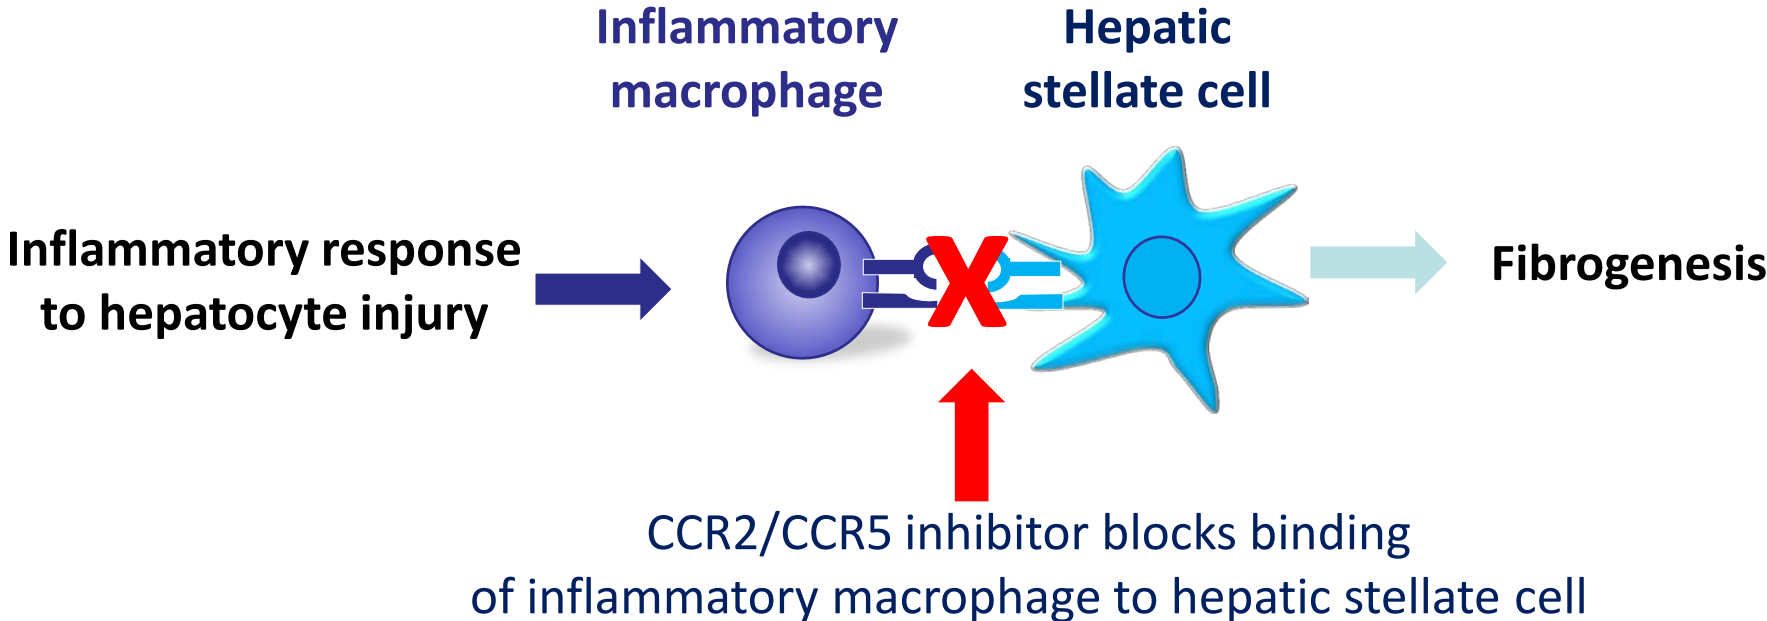 Inflammatory
macrophage
Hepatic
stellate cell
Inflammatory response
to hepatocyte injury
Fibrogenesis
CCR2/CCR5 inhibitor blocks binding
of inflammatory macrophage to hepatic stellate cell